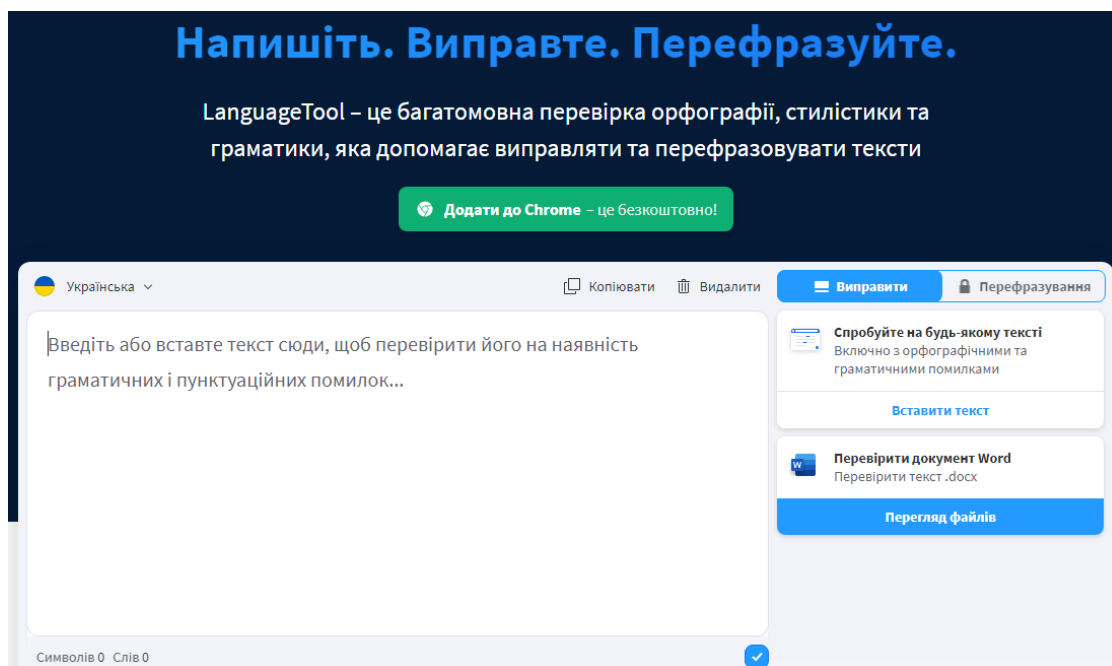 Напишіть. Виправте. Перефразуйте.
LanguageTool – це багатомовна перевірка орфографії, стилістики та
граматики, яка допомагає виправляти та перефразовувати тексти
Додати до Chrome – це безкоштовно!
Українська
Копіювати
Видалити
Виправити
Перефразування
Введіть або вставте текст сюди, щоб перевірити його на наявність
граматичних і пунктуаційних помилок...
Спробуйте на будь-якому тексті
Включно з орфографічними та
граматичними помилками
Вставити текст
W
Перевірити документ Word
Перевірити текст .docx
Перегляд файлів
Символів 0 Слів 0